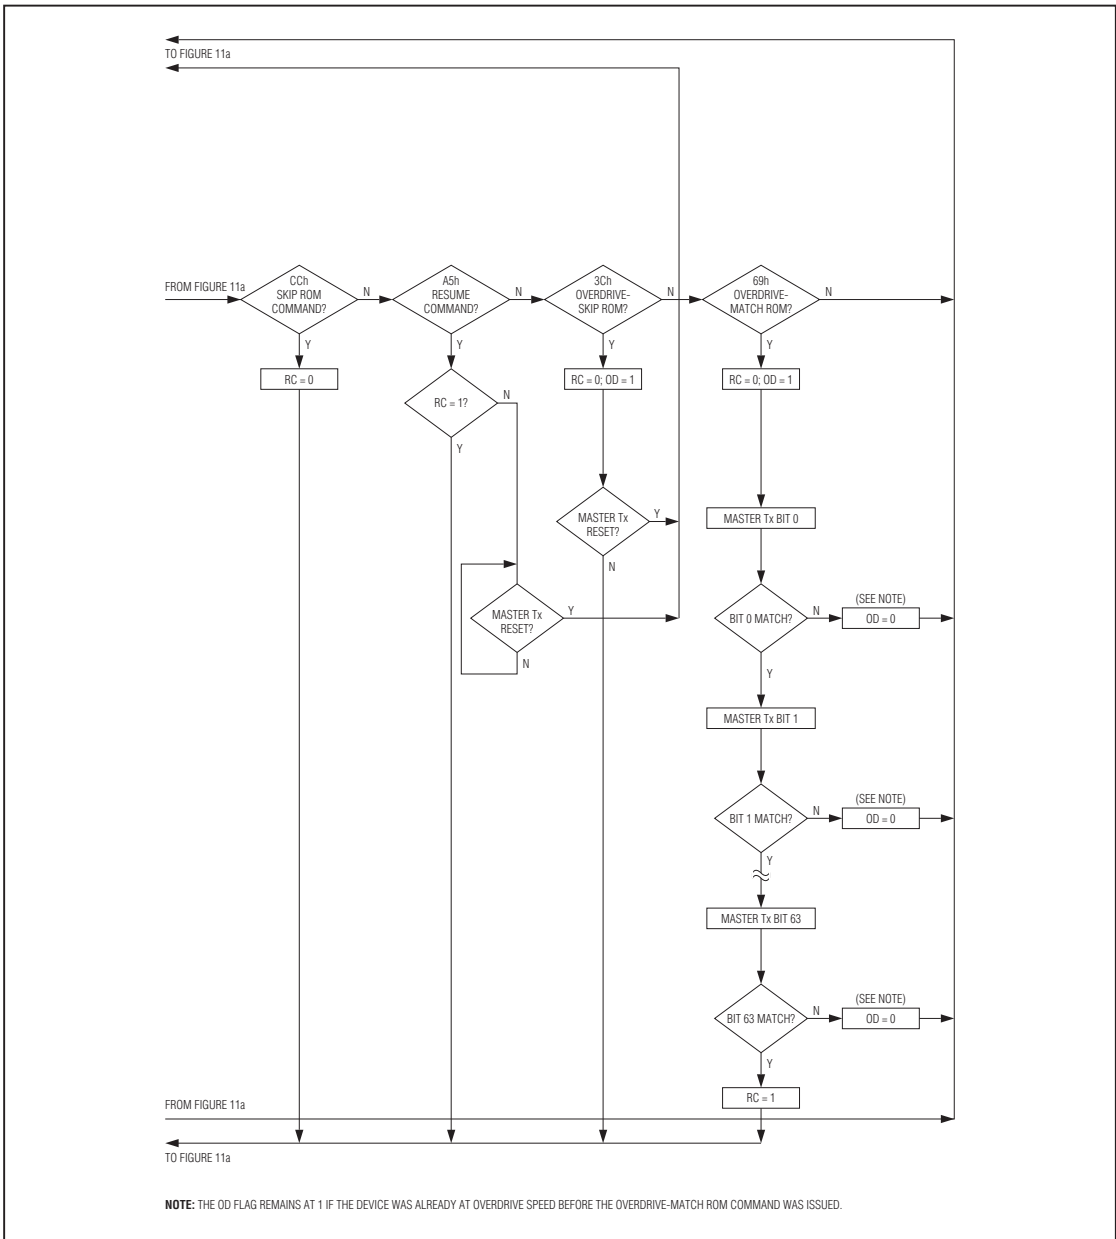 TO FIGURE 11a
FROM FIGURE 11a
CCh
SKIP ROM
COMMAND?
N
Y
A5h
RESUME
COMMAND?
N
Y
3Ch
OVERDRIVE-
SKIP ROM?
N
Y
69h
OVERDRIVE-
MATCH ROM?
N
Y
RC = 0
RC = 1?
N
Y
RC = 0; OD = 1
RC = 0; OD = 1
MASTER Tx
RESET?
Y
N
MASTER Tx BIT 0
MASTER Tx
RESET?
Y
N
BIT 0 MATCH?
N
Y
(SEE NOTE)
OD = 0
MASTER Tx BIT 1
BIT 1 MATCH?
N
Y
(SEE NOTE)
OD = 0
MASTER Tx BIT 63
BIT 63 MATCH?
N
Y
(SEE NOTE)
OD = 0
RC = 1
FROM FIGURE 11a
TO FIGURE 11a
NOTE: THE OD FLAG REMAINS AT 1 IF THE DEVICE WAS ALREADY AT OVERDRIVE SPEED BEFORE THE OVERDRIVE-MATCH ROM COMMAND WAS ISSUED.